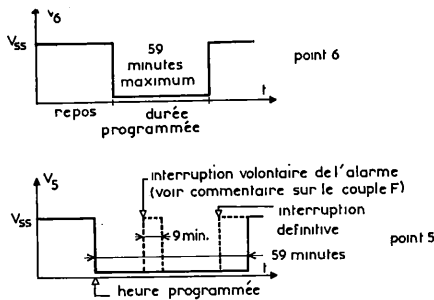 V6
Vss
59
minutes
maximum
point 6
t
repos
durée
programmée
V5
interruption volontaire de l'alarme
(voir commentaire sur le couple F)
Vss
interruption
definitive
9 min.
point 5
59 minutes
t
heure programmée